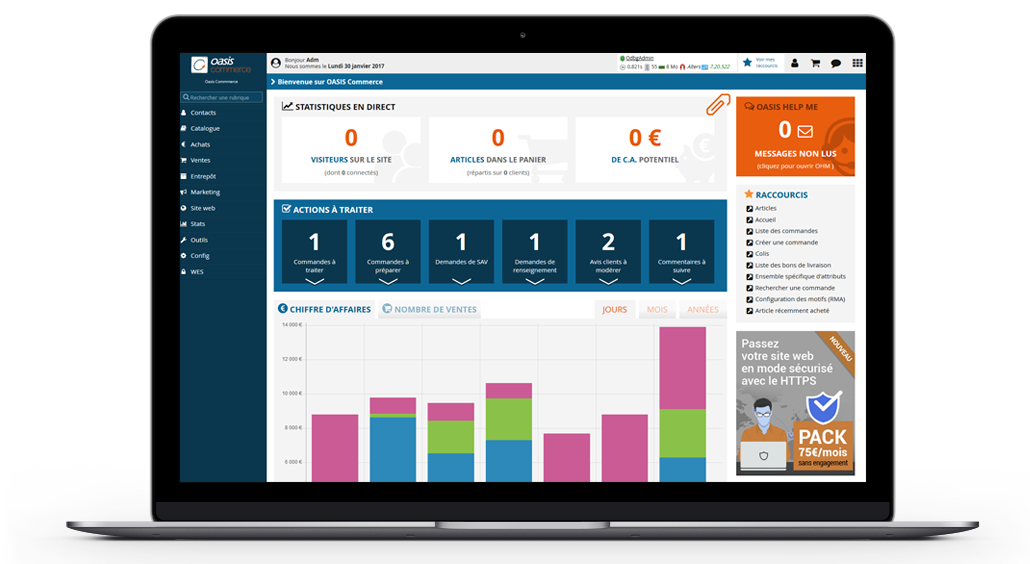 oasis
commerce
Oasis Commerce
Rechercher une rubrique
Contacts
Catalogue
Achats
Ventes
Entrepôt
Marketing
Site web
Stats
Outils
Config
WES
Bonjour Adm
Nous sommes le Lundi 30 janvier 2017
OdbgAdmin
0.821s 55 8 Mo Alters 7.20.522
Voir mes
raccourcis
Bienvenue sur OASIS Commerce
STATISTIQUES EN DIRECT
0
VISITEURS SUR LE SITE
(dont 0 connectés)
0
ARTICLES DANS LE PANIER
(répartis sur 0 clients)
0 €
DE C.A. POTENTIEL
ACTIONS À TRAITER
1
Commandes à
traiter
6
Commandes à
préparer
1
Demandes de SAV
1
Demandes de
renseignement
2
Avis clients à
modérer
1
Commentaires à
suivre
CHIFFRE D'AFFAIRES
NOMBRE DE VENTES
JOURS
MOIS
ANNÉES
14 000 €
12 000 €
10 000 €
8 000 €
6 000 €
OASIS HELP ME
0
MESSAGES NON LUS
(cliquez pour ouvrir OHM )
RACCOURCIS
Articles
Accueil
Liste des commandes
Créer une commande
Colis
Liste des bons de livraison
Ensemble spécifique d'attributs
Rechercher une commande
Configuration des motifs (RMA)
Article récemment acheté
Passez
votre site web
en mode sécurisé
avec le HTTPS
NOUVEAU
PACK
75€/mois
sans engagement